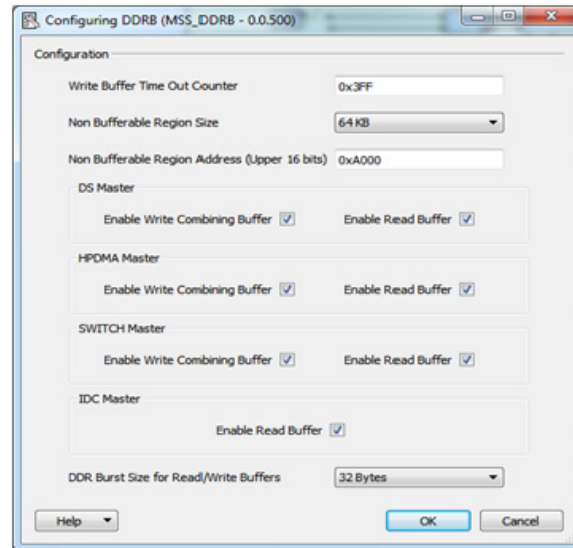 Configuring DDRB (MSS_DDRB - 0.0.500)
Configuration
Write Buffer Time Out Counter 0x3FF
Non Bufferable Region Size 64 KB
Non Bufferable Region Address (Upper 16 bits) 0xA000
DS Master
Enable Write Combining Buffer Enable Read Buffer
HPDMA Master
Enable Write Combining Buffer Enable Read Buffer
SWITCH Master
Enable Write Combining Buffer Enable Read Buffer
IDC Master
Enable Read Buffer
DDR Burst Size for Read/Write Buffers 32 Bytes
Help OK Cancel